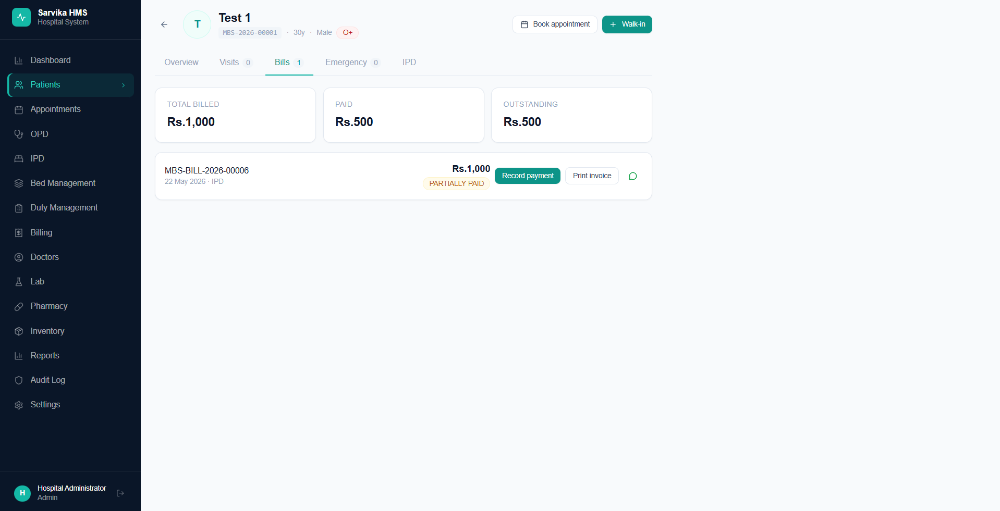 Sarvika HMS
Hospital System
Dashboard
Patients
Appointments
OPD
IPD
Bed Management
Duty Management
Billing
Doctors
Lab
Pharmacy
Inventory
Reports
Audit Log
Settings
H
Hospital Administrator
Admin
T
Test 1
MBS-2026-00001 · 30y · Male O+
Book appointment
Walk-in
Overview Visits 0 Bills 1 Emergency 0 IPD
TOTAL BILLED
Rs.1,000
PAID
Rs.500
OUTSTANDING
Rs.500
MBS-BILL-2026-00006
22 May 2026 · IPD
Rs.1,000
PARTIALLY PAID
Record payment
Print invoice